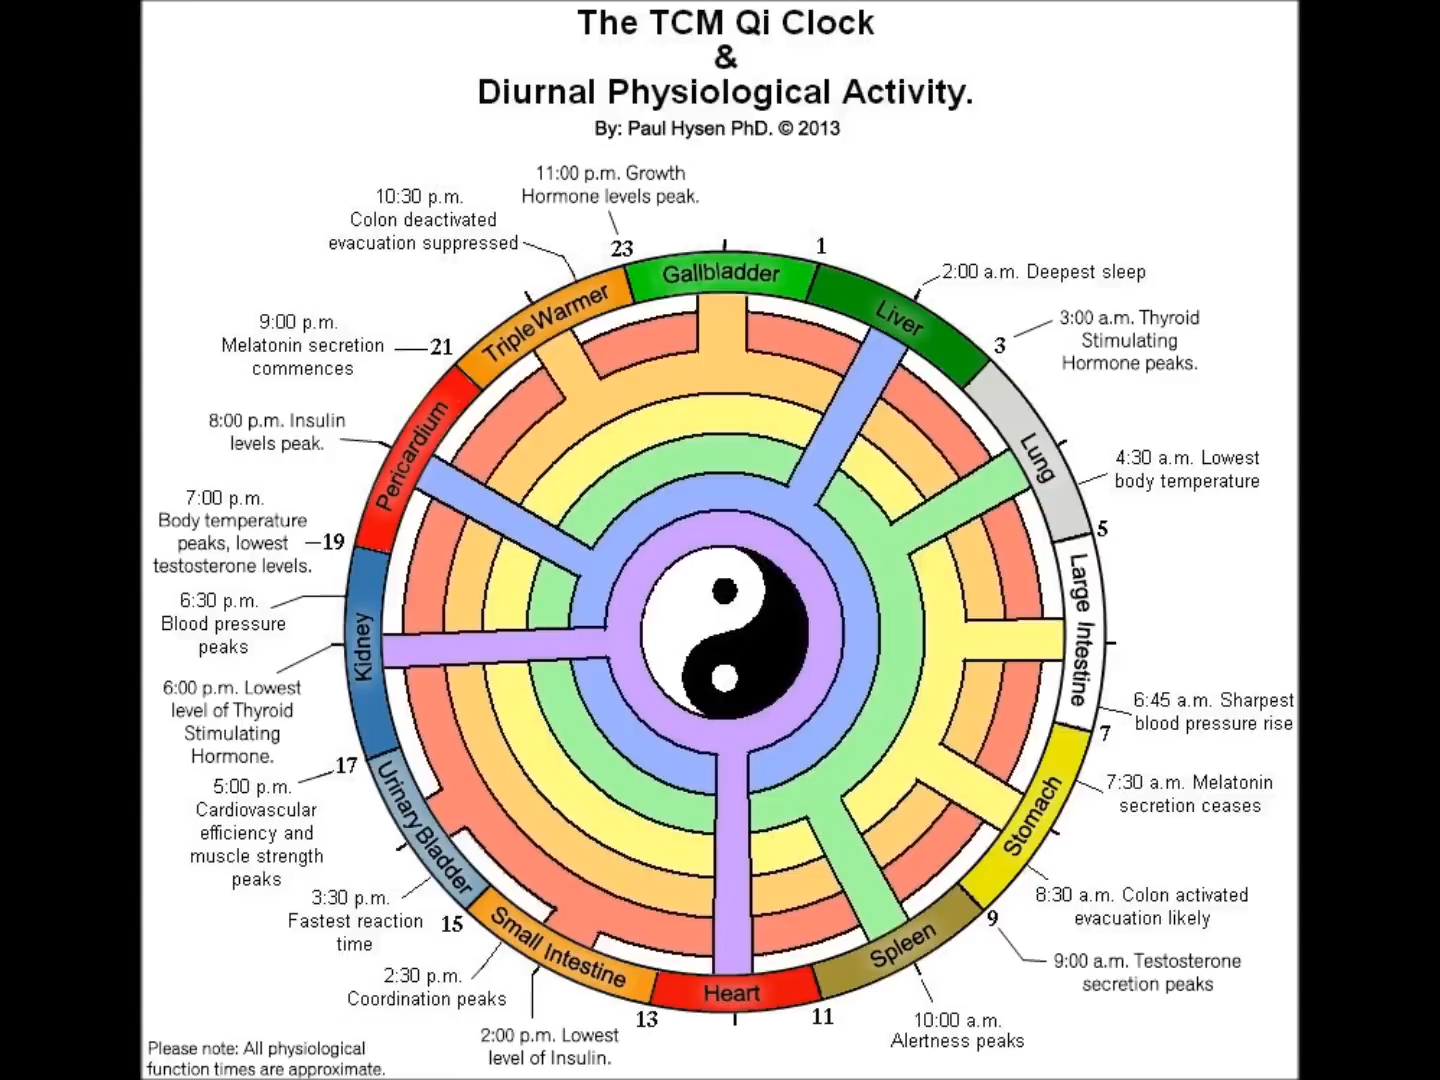 The TCM Qi Clock
&
Diurnal Physiological Activity.
By: Paul Hysen PhD. © 2013
11:00 p.m. Growth
Hormone levels peak.
10:30 p.m.
Colon deactivated
evacuation suppressed
23
1
Gallbladder
2:00 a.m. Deepest sleep
Triple Warmer
Liver
3:00 a.m. Thyroid
Stimulating
Hormone peaks.
3
9:00 p.m.
Melatonin secretion
commences
21
8:00 p.m. Insulin
levels peak.
Pericardium
Lung
4:30 a.m. Lowest
body temperature
7:00 p.m.
Body temperature
peaks, lowest
testosterone levels.
19
5
6:30 p.m.
Blood pressure
peaks
Kidney
Large Intestine
6:00 p.m. Lowest
level of Thyroid
Stimulating
Hormone.
6:45 a.m. Sharpest
blood pressure rise
7
17
5:00 p.m.
Cardiovascular
efficiency and
muscle strength
peaks
Urinary Bladder
Stomach
7:30 a.m. Melatonin
secretion ceases
3:30 p.m.
Fastest reaction
time
15
8:30 a.m. Colon activated
evacuation likely
9
Small Intestine
Spleen
9:00 a.m. Testosterone
secretion peaks
2:30 p.m.
Coordination peaks
Heart
13
11
10:00 a.m.
Alertness peaks
2:00 p.m. Lowest
level of Insulin.
Please note: All physiological
function times are approximate.